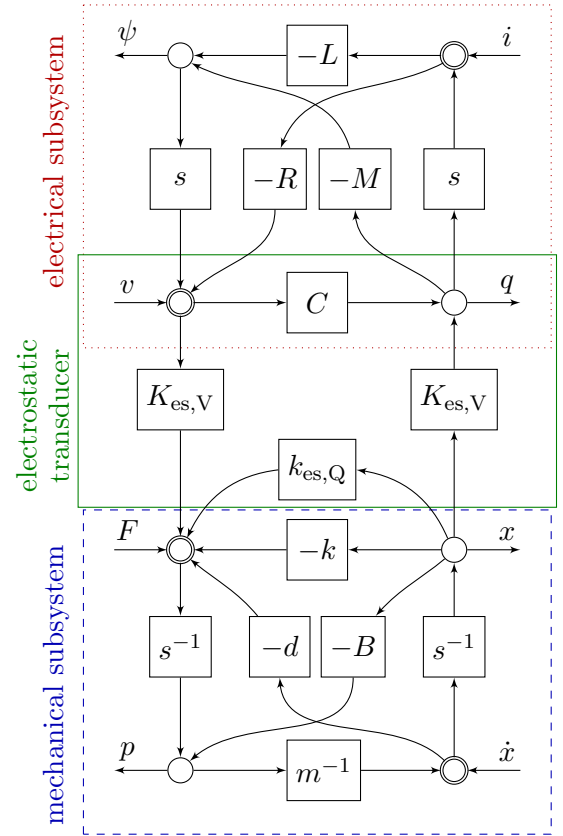 electrical subsystem
ψ
−L
i
s
−R
−M
s
v
C
q
electrostatic
transducer
K_es,V
K_es,V
k_es,Q
mechanical subsystem
F
−k
x
s⁻¹
−d
−B
s⁻¹
p
m⁻¹
ẋ